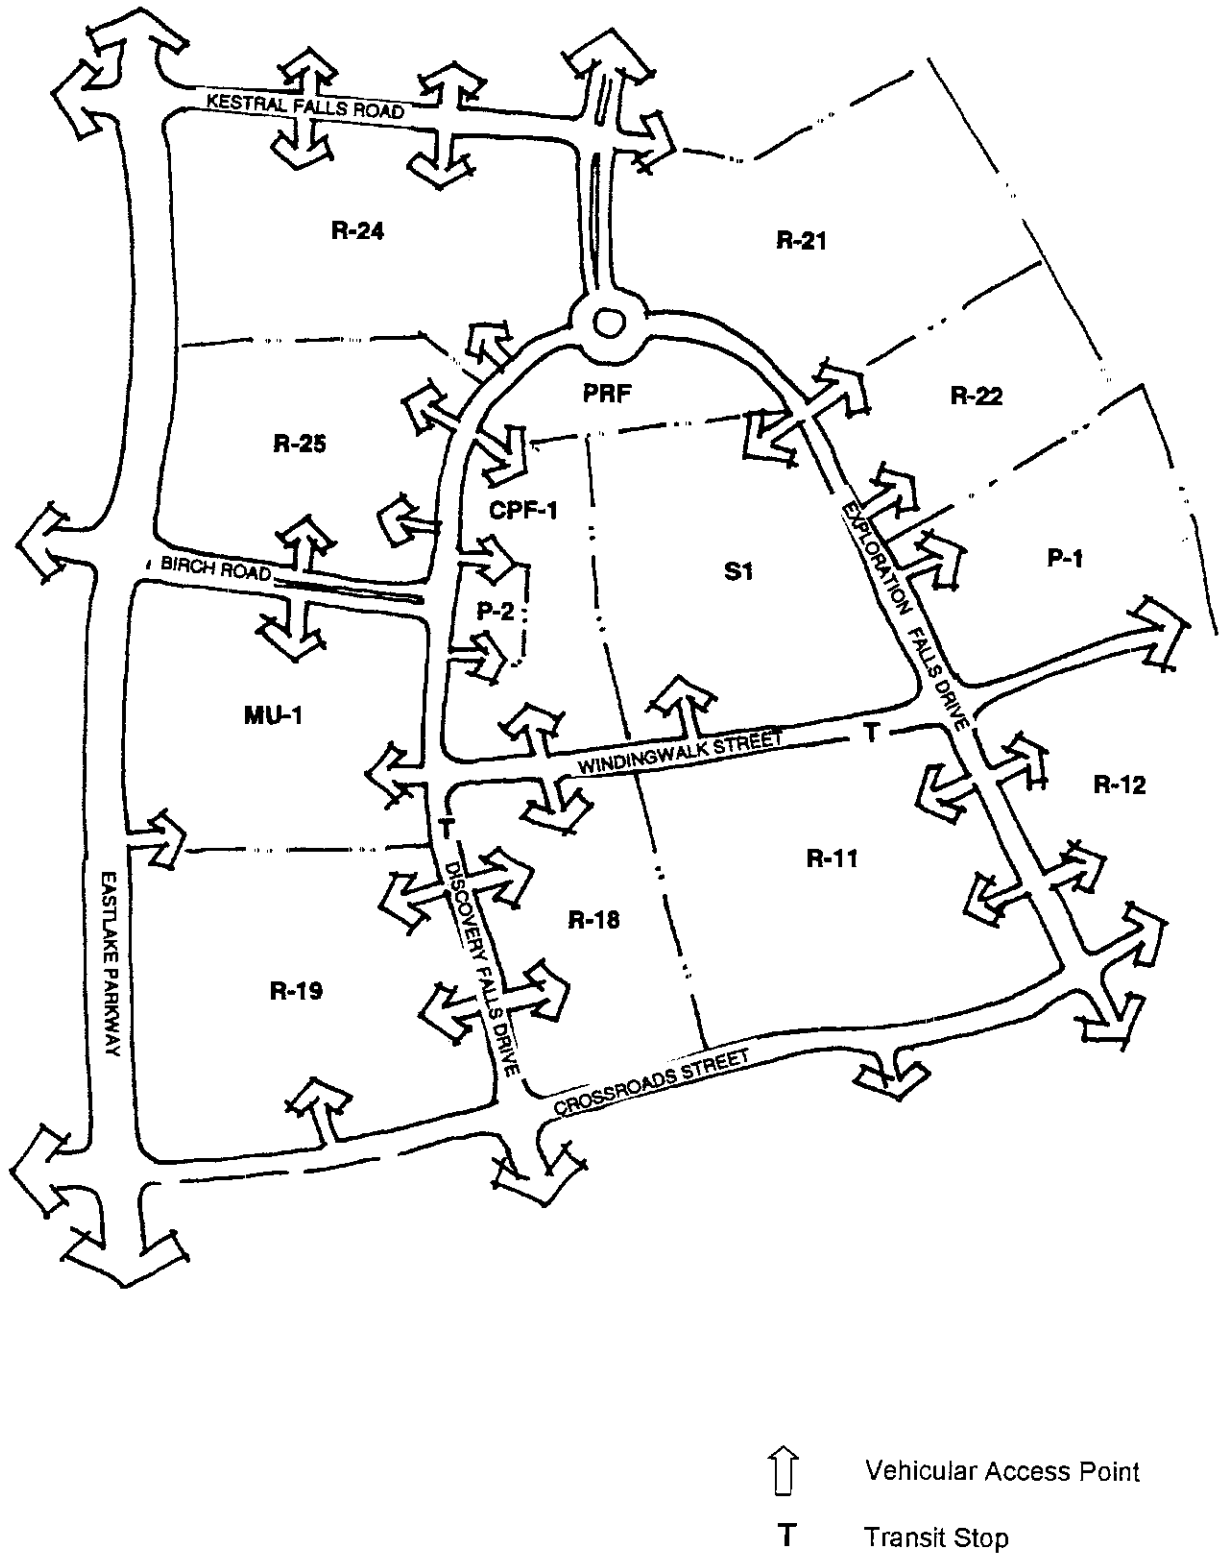 KESTRAL FALLS ROAD
R-24
R-21
PRF
R-22
R-25
CPF-1
EXPLORATION FALLS DRIVE
BIRCH ROAD
S1
P-1
P-2
MU-1
WINDINGWALK STREET
T
R-12
T
R-11
EASTLAKE PARKWAY
DISCOVERY FALLS DRIVE
R-18
R-19
CROSSROADS STREET
Vehicular Access Point
T Transit Stop